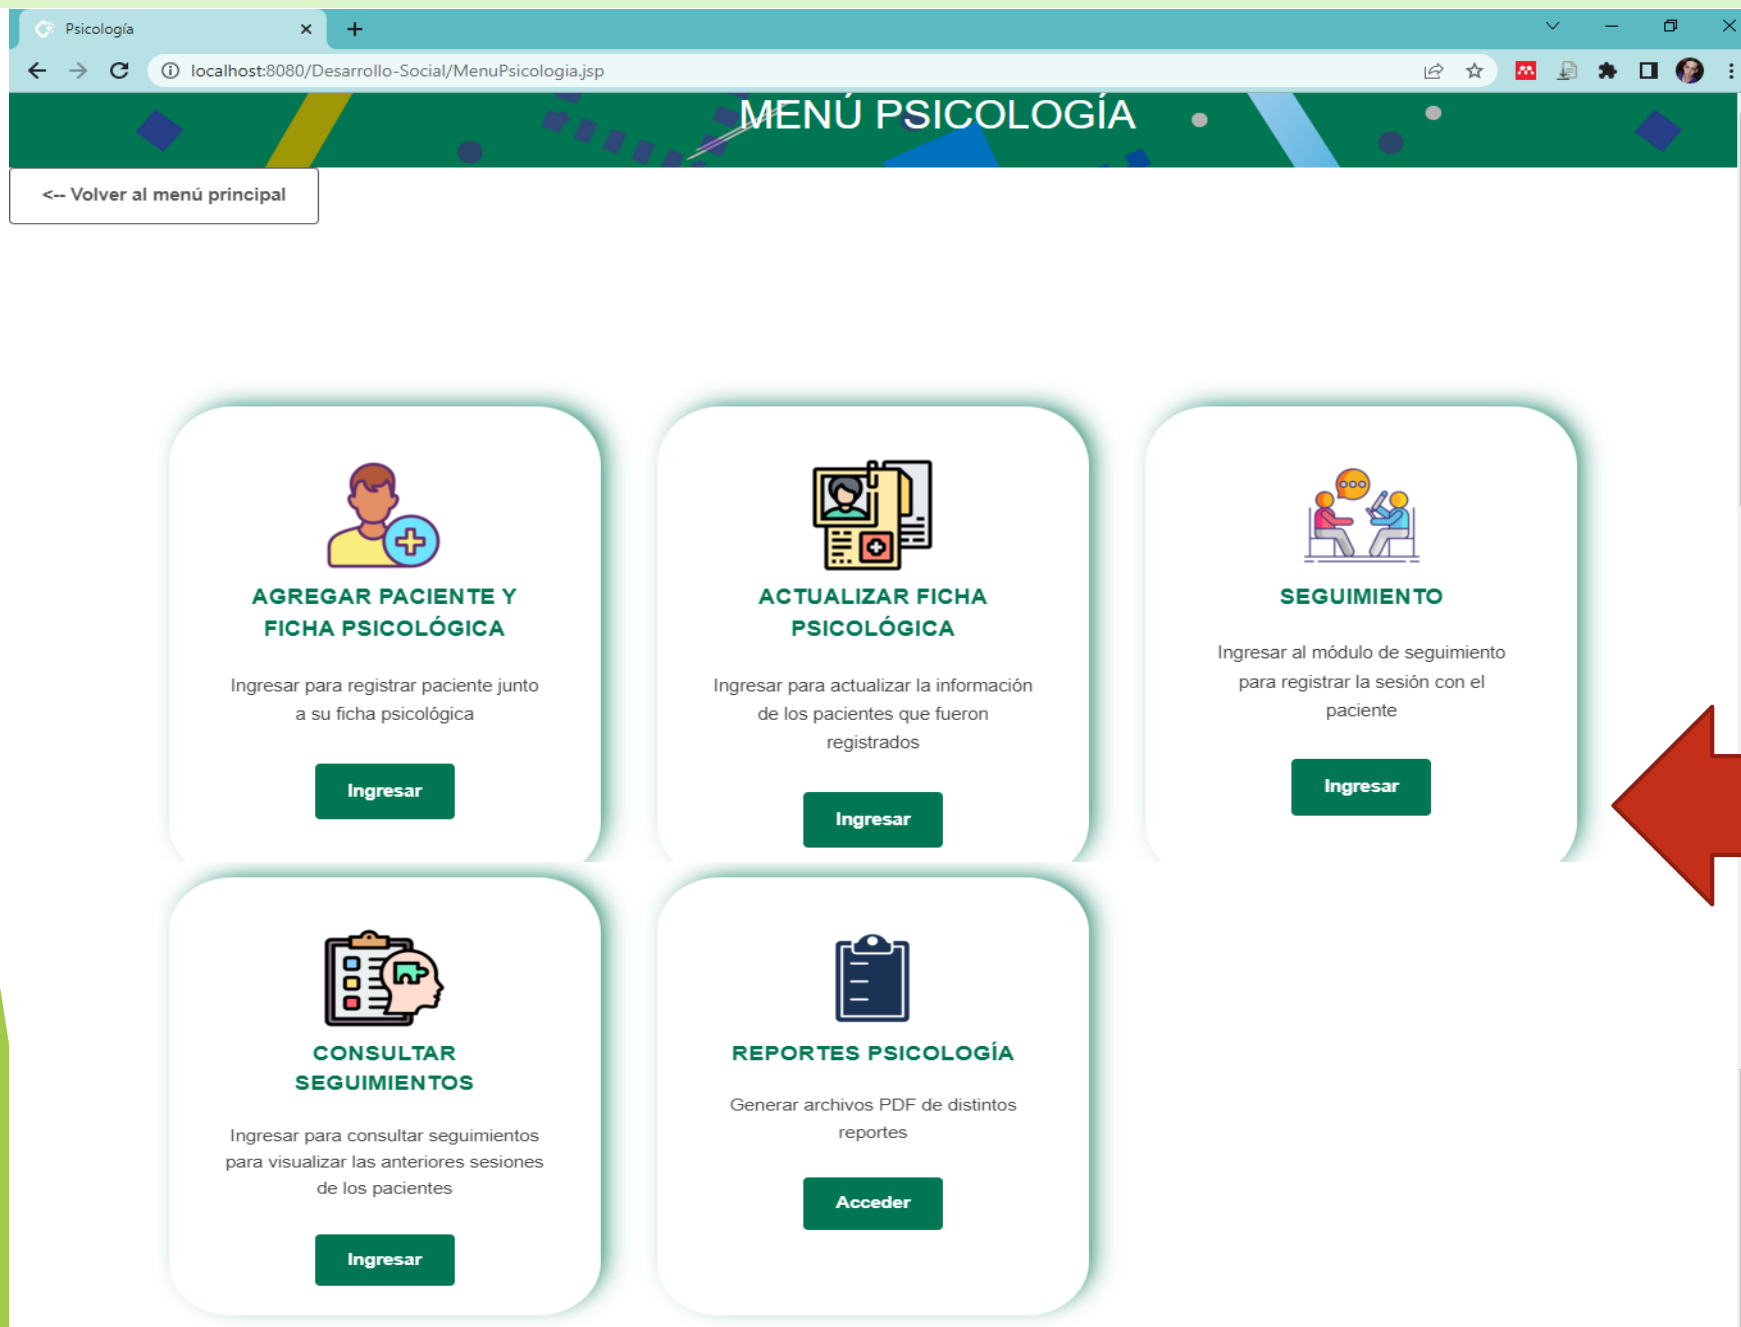 Psicología
localhost:8080/Desarrollo-Social/MenuPsicologia.jsp
MENÚ PSICOLOGÍA
<-- Volver al menú principal
AGREGAR PACIENTE Y
FICHA PSICOLÓGICA
Ingresar para registrar paciente junto
a su ficha psicológica
Ingresar
ACTUALIZAR FICHA
PSICOLÓGICA
Ingresar para actualizar la información
de los pacientes que fueron
registrados
Ingresar
SEGUIMIENTO
Ingresar al módulo de seguimiento
para registrar la sesión con el
paciente
Ingresar
CONSULTAR
SEGUIMIENTOS
Ingresar para consultar seguimientos
para visualizar las anteriores sesiones
de los pacientes
Ingresar
REPORTES PSICOLOGÍA
Generar archivos PDF de distintos
reportes
Acceder